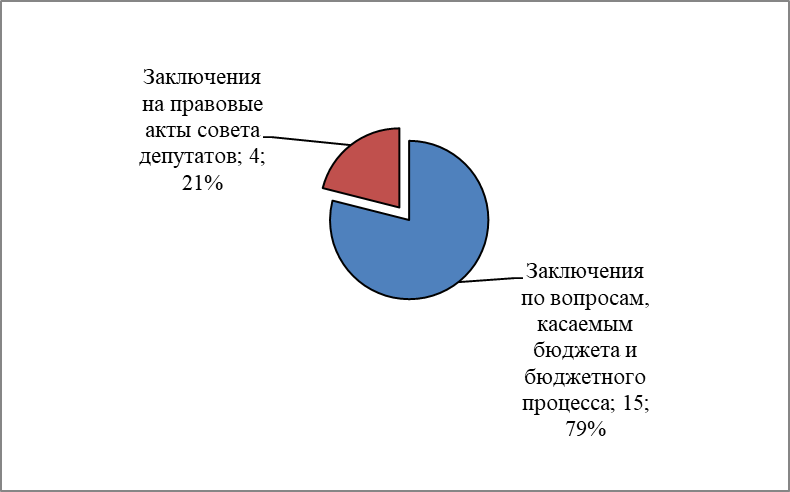 Заключения
на правовые
акты совета
депутатов; 4;
21%
Заключения
по вопросам,
касаемым
бюджета и
бюджетного
процесса; 15;
79%